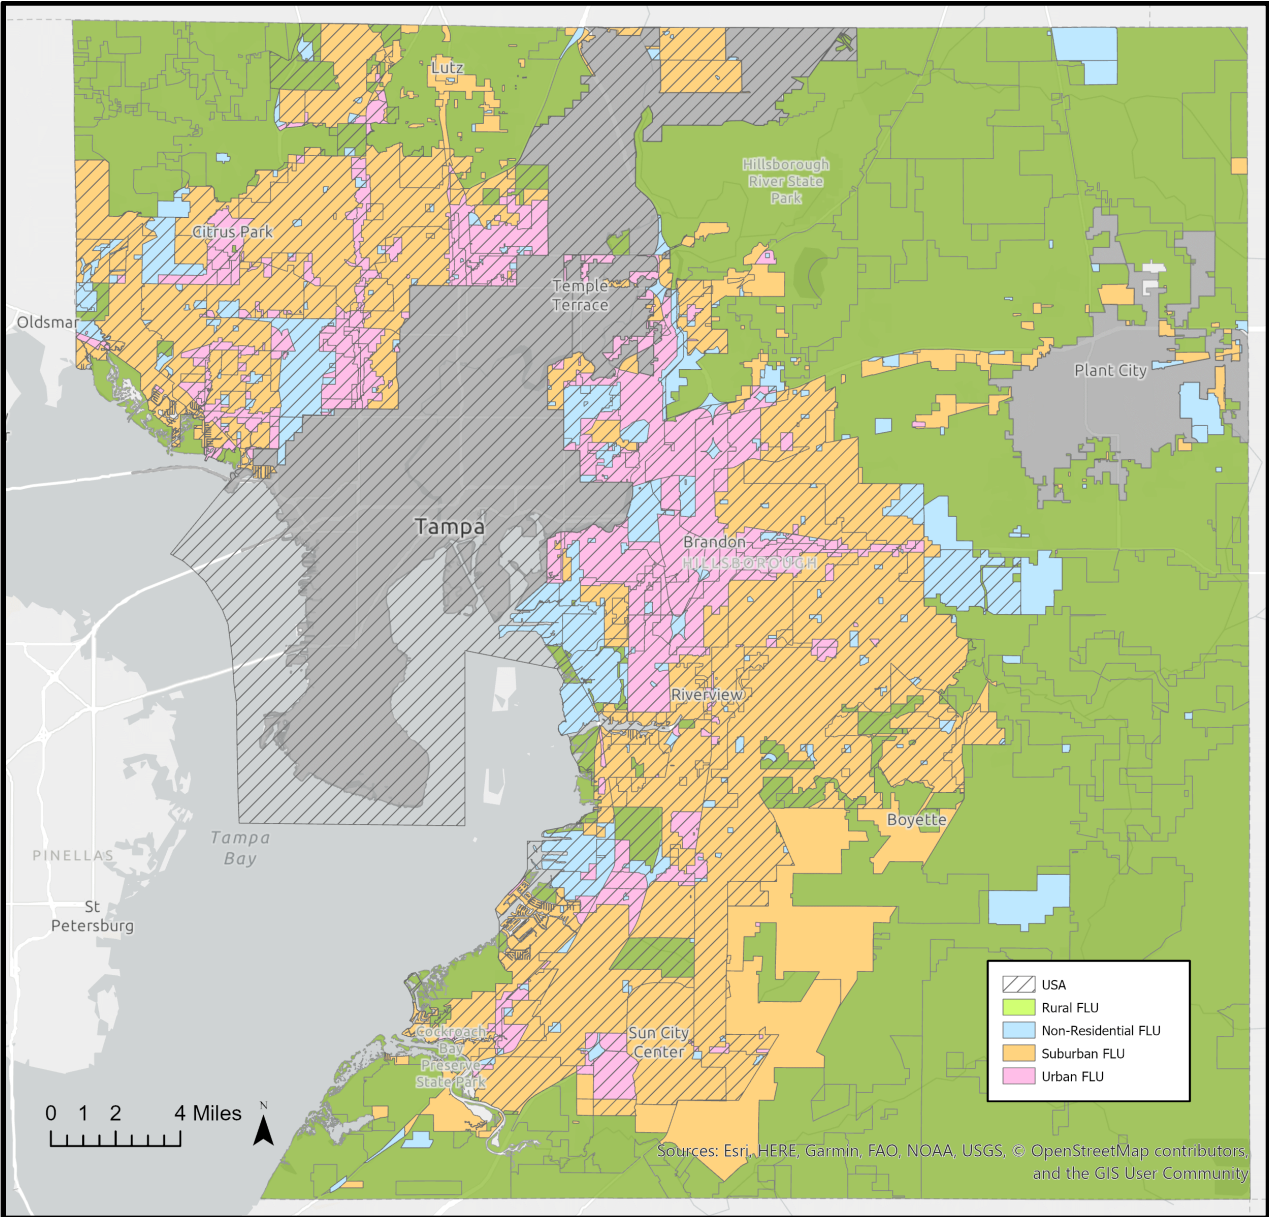 Lutz
Hillsborough
River State
Park
Citrus Park
Temple
Terrace
Oldsmar
Plant City
Tampa
Brandon
HILLSBOROUGH
Riverview
Boyette
Tampa
Bay
PINELLAS
St
Petersburg
USA
Rural FLU
Non-Residential FLU
Suburban FLU
Urban FLU
Sun City
Center
Cockroach
Bay
Preserve
State Park
0 1 2 4 Miles
N
Sources: Esri, HERE, Garmin, FAO, NOAA, USGS, © OpenStreetMap contributors,
and the GIS User Community